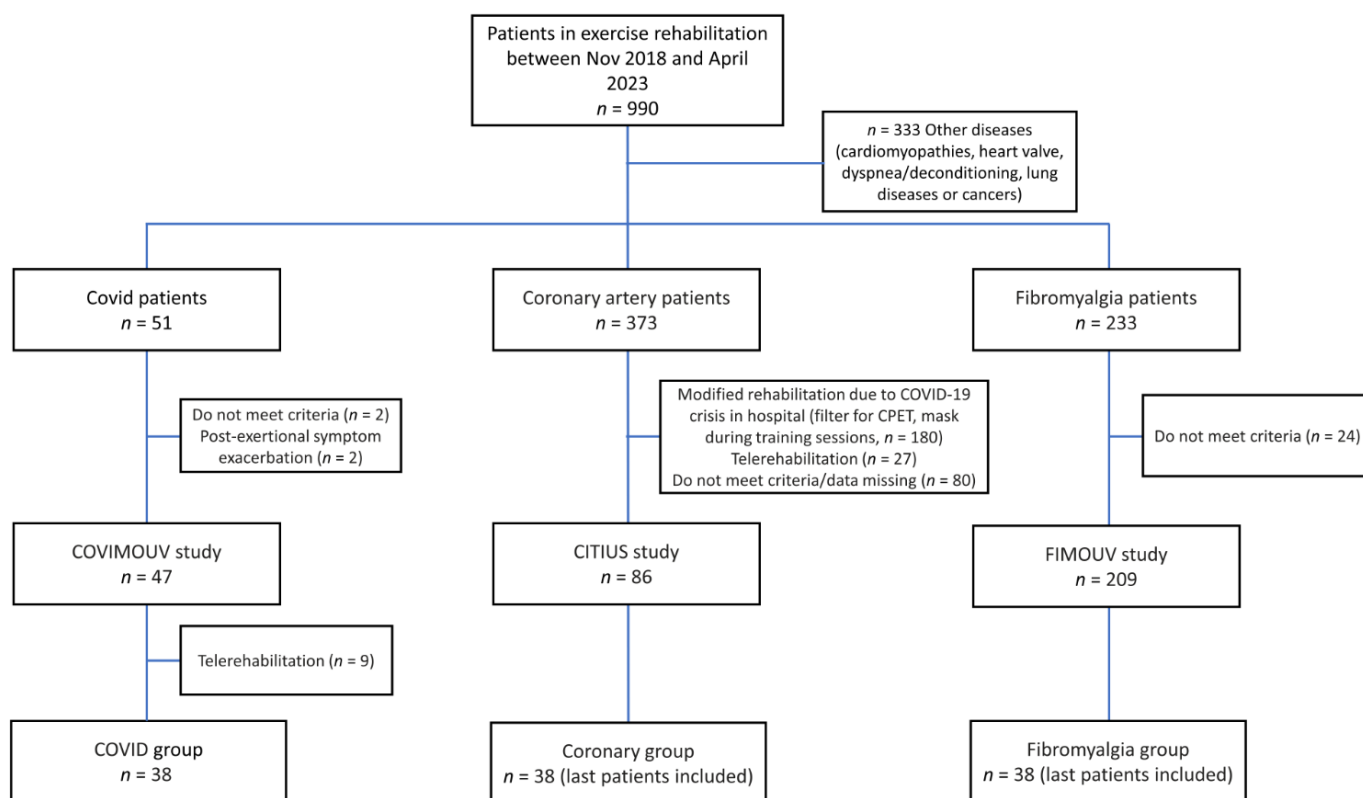 Patients in exercise rehabilitation
between Nov 2018 and April
2023
n = 990
n = 333 Other diseases
(cardiomyopathies, heart valve,
dyspnea/deconditioning, lung
diseases or cancers)
Covid patients
n = 51
Coronary artery patients
n = 373
Fibromyalgia patients
n = 233
Do not meet criteria (n = 2)
Post-exertional symptom
exacerbation (n = 2)
Modified rehabilitation due to COVID-19
crisis in hospital (filter for CPET, mask
during training sessions, n = 180)
Telerehabilitation (n = 27)
Do not meet criteria/data missing (n = 80)
Do not meet criteria (n = 24)
COVIMOUV study
n = 47
CITIUS study
n = 86
FIMOUV study
n = 209
Telerehabilitation (n = 9)
COVID group
n = 38
Coronary group
n = 38 (last patients included)
Fibromyalgia group
n = 38 (last patients included)